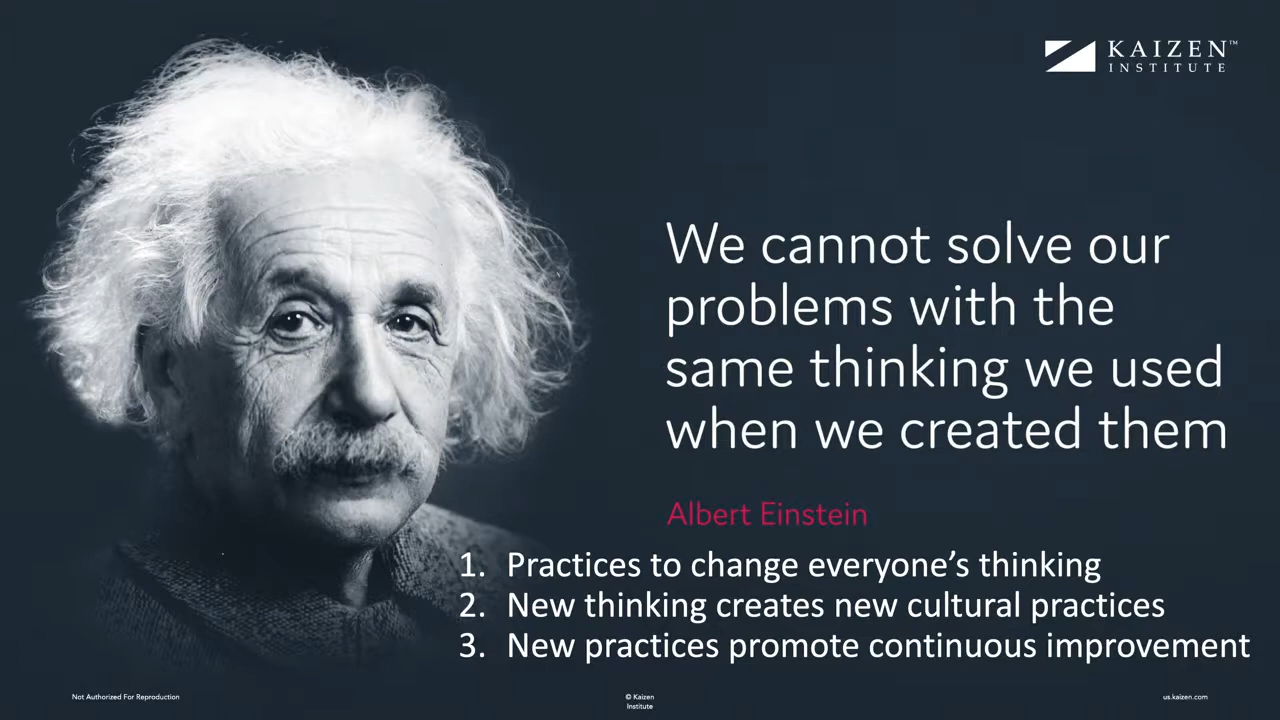 KAIZEN™
INSTITUTE
We cannot solve our
problems with the
same thinking we used
when we created them
Albert Einstein
1. Practices to change everyone’s thinking
2. New thinking creates new cultural practices
3. New practices promote continuous improvement
Not Authorized For Reproduction
© Kaizen
Institute
us.kaizen.com